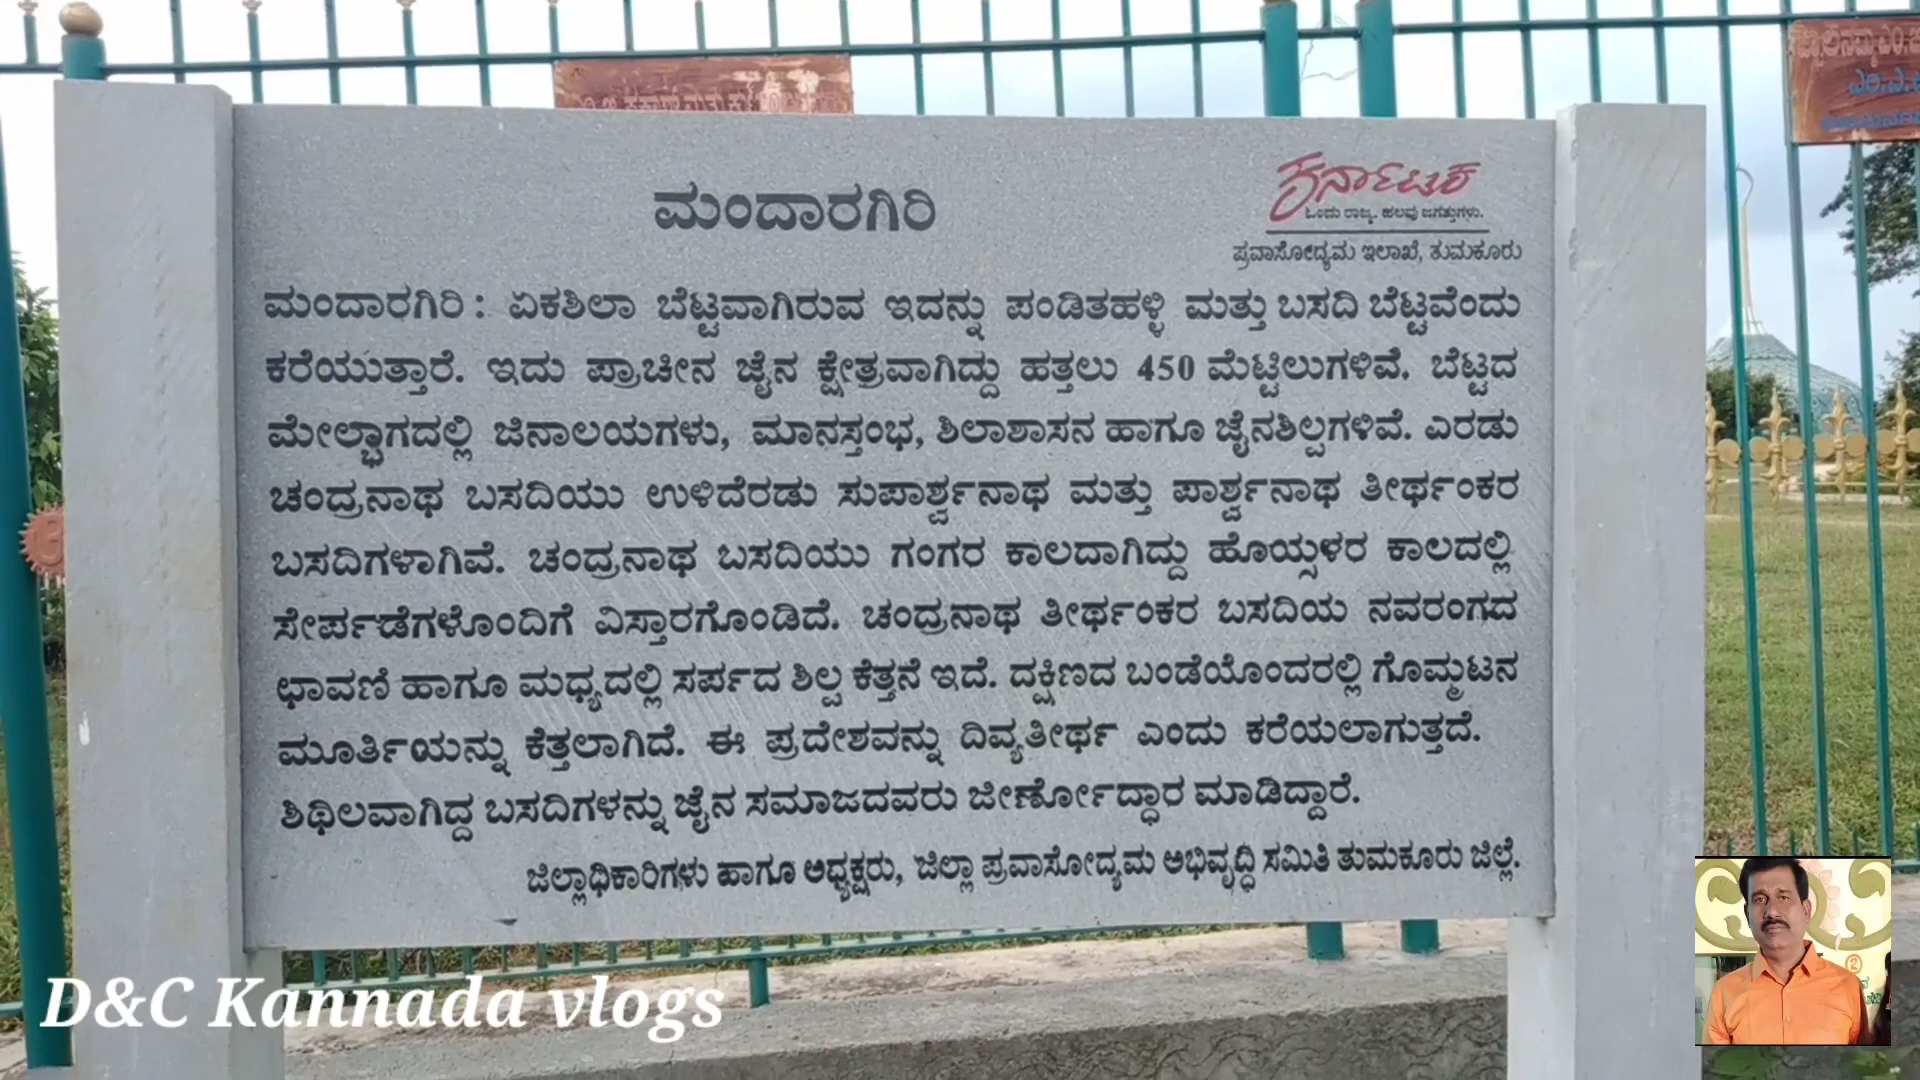 ಮಂದಾರಗಿರಿ
ಕರ್ನಾಟಕ
ಒಂದು ರಾಜ್ಯ. ಹಲವು ಜಗತ್ತುಗಳು.
ಪ್ರವಾಸೋದ್ಯಮ ಇಲಾಖೆ, ತುಮಕೂರು
ಮಂದಾರಗಿರಿ : ಏಕಶಿಲಾ ಬೆಟ್ಟವಾಗಿರುವ ಇದನ್ನು ಪಂಡಿತಹಳ್ಳಿ ಮತ್ತು ಬಸದಿ ಬೆಟ್ಟವೆಂದು
ಕರೆಯುತ್ತಾರೆ. ಇದು ಪ್ರಾಚೀನ ಜೈನ ಕ್ಷೇತ್ರವಾಗಿದ್ದು ಹತ್ತಲು 450 ಮೆಟ್ಟಿಲುಗಳಿವೆ. ಬೆಟ್ಟದ
ಮೇಲ್ಭಾಗದಲ್ಲಿ ಜಿನಾಲಯಗಳು, ಮಾನಸ್ತಂಭ, ಶಿಲಾಶಾಸನ ಹಾಗೂ ಜೈನಶಿಲ್ಪಗಳಿವೆ. ಎರಡು
ಚಂದ್ರನಾಥ ಬಸದಿಯು ಉಳಿದೆರಡು ಸುಪಾರ್ಶ್ವನಾಥ ಮತ್ತು ಪಾರ್ಶ್ವನಾಥ ತೀರ್ಥಂಕರ
ಬಸದಿಗಳಾಗಿವೆ. ಚಂದ್ರನಾಥ ಬಸದಿಯು ಗಂಗರ ಕಾಲದಾಗಿದ್ದು ಹೊಯ್ಸಳರ ಕಾಲದಲ್ಲಿ
ಸೇರ್ಪಡೆಗಳೊಂದಿಗೆ ವಿಸ್ತಾರಗೊಂಡಿದೆ. ಚಂದ್ರನಾಥ ತೀರ್ಥಂಕರ ಬಸದಿಯ ನವರಂಗದ
ಛಾವಣಿ ಹಾಗೂ ಮಧ್ಯದಲ್ಲಿ ಸರ್ಪದ ಶಿಲ್ಪ ಕೆತ್ತನೆ ಇದೆ. ದಕ್ಷಿಣದ ಬಂಡೆಯೊಂದರಲ್ಲಿ ಗೊಮ್ಮಟನ
ಮೂರ್ತಿಯನ್ನು ಕೆತ್ತಲಾಗಿದೆ. ಈ ಪ್ರದೇಶವನ್ನು ದಿವ್ಯತೀರ್ಥ ಎಂದು ಕರೆಯಲಾಗುತ್ತದೆ.
ಶಿಥಿಲವಾಗಿದ್ದ ಬಸದಿಗಳನ್ನು ಜೈನ ಸಮಾಜದವರು ಜೀರ್ಣೋದ್ಧಾರ ಮಾಡಿದ್ದಾರೆ.
ಜಿಲ್ಲಾಧಿಕಾರಿಗಳು ಹಾಗೂ ಅಧ್ಯಕ್ಷರು, ಜಿಲ್ಲಾ ಪ್ರವಾಸೋದ್ಯಮ ಅಭಿವೃದ್ಧಿ ಸಮಿತಿ ತುಮಕೂರು ಜಿಲ್ಲೆ.
D&C Kannada vlogs